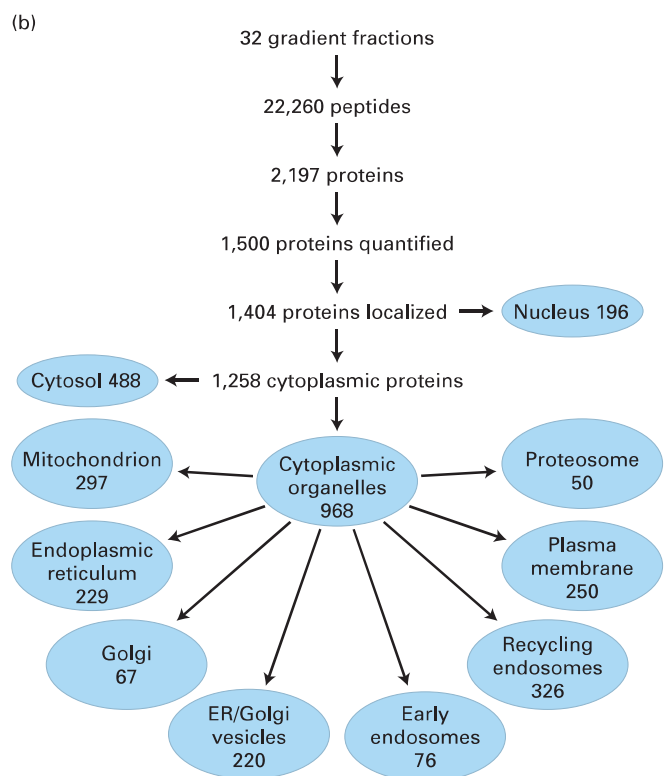 (b)
32 gradient fractions
22,260 peptides
2,197 proteins
1,500 proteins quantified
1,404 proteins localized
Nucleus 196
Cytosol 488
1,258 cytoplasmic proteins
Mitochondrion
297
Cytoplasmic
organelles
968
Proteosome
50
Endoplasmic
reticulum
229
Plasma
membrane
250
Golgi
67
Recycling
endosomes
326
ER/Golgi
vesicles
220
Early
endosomes
76